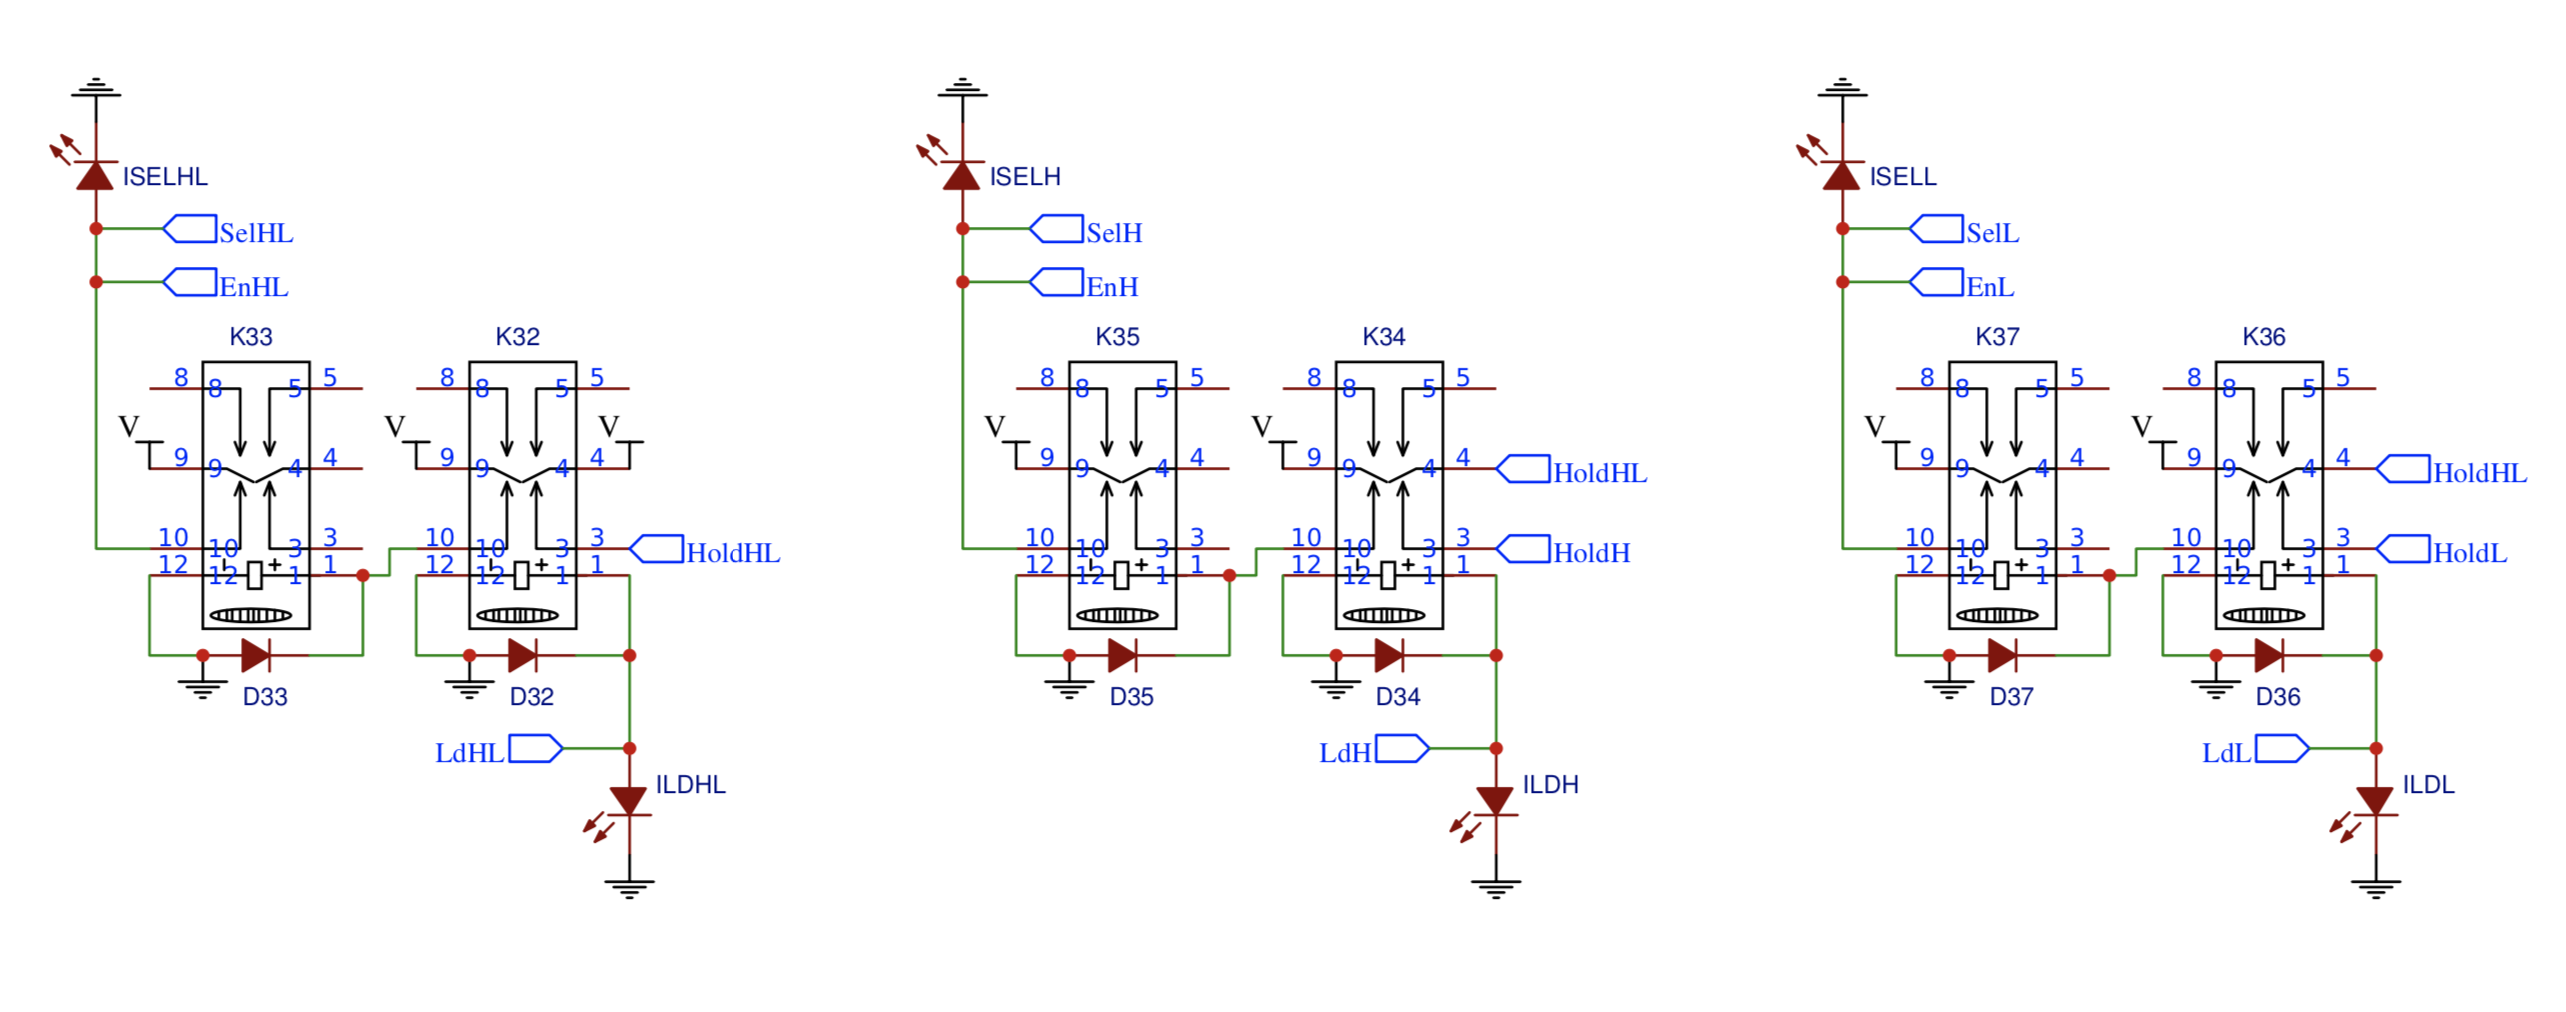 ISELHL ISELH ISELL
SelHL SelH SelL
EnHL EnH EnL
K33 K32 K35 K34 K37 K36
8 8 5 5 8 8 5 5 8 8 5 5 8 8 5 5 8 8 5 5 8 8 5 5
V V V V V V V
9 9 4 4 9 9 4 4 9 9 4 4 9 9 4 4 HoldHL 9 9 4 4 9 9 4 4 HoldHL
10 10 3 3 10 10 3 3 HoldHL 10 10 3 3 10 10 3 3 HoldH 10 10 3 3 10 10 3 3 HoldL
12 12 - + 1 1 12 12 - + 1 1 12 12 - + 1 1 12 12 - + 1 1 12 12 - + 1 1 12 12 - + 1 1
D33 D32 D35 D34 D37 D36
LdHL LdH LdL
ILDHL ILDH ILDL